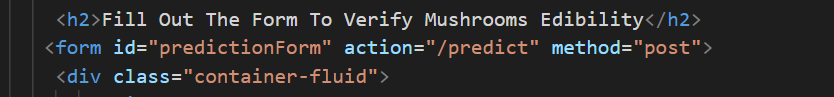 <h2>Fill Out The Form To Verify Mushrooms Edibility</h2>
<form id="predictionForm" action="/predict" method="post">
<div class="container-fluid">